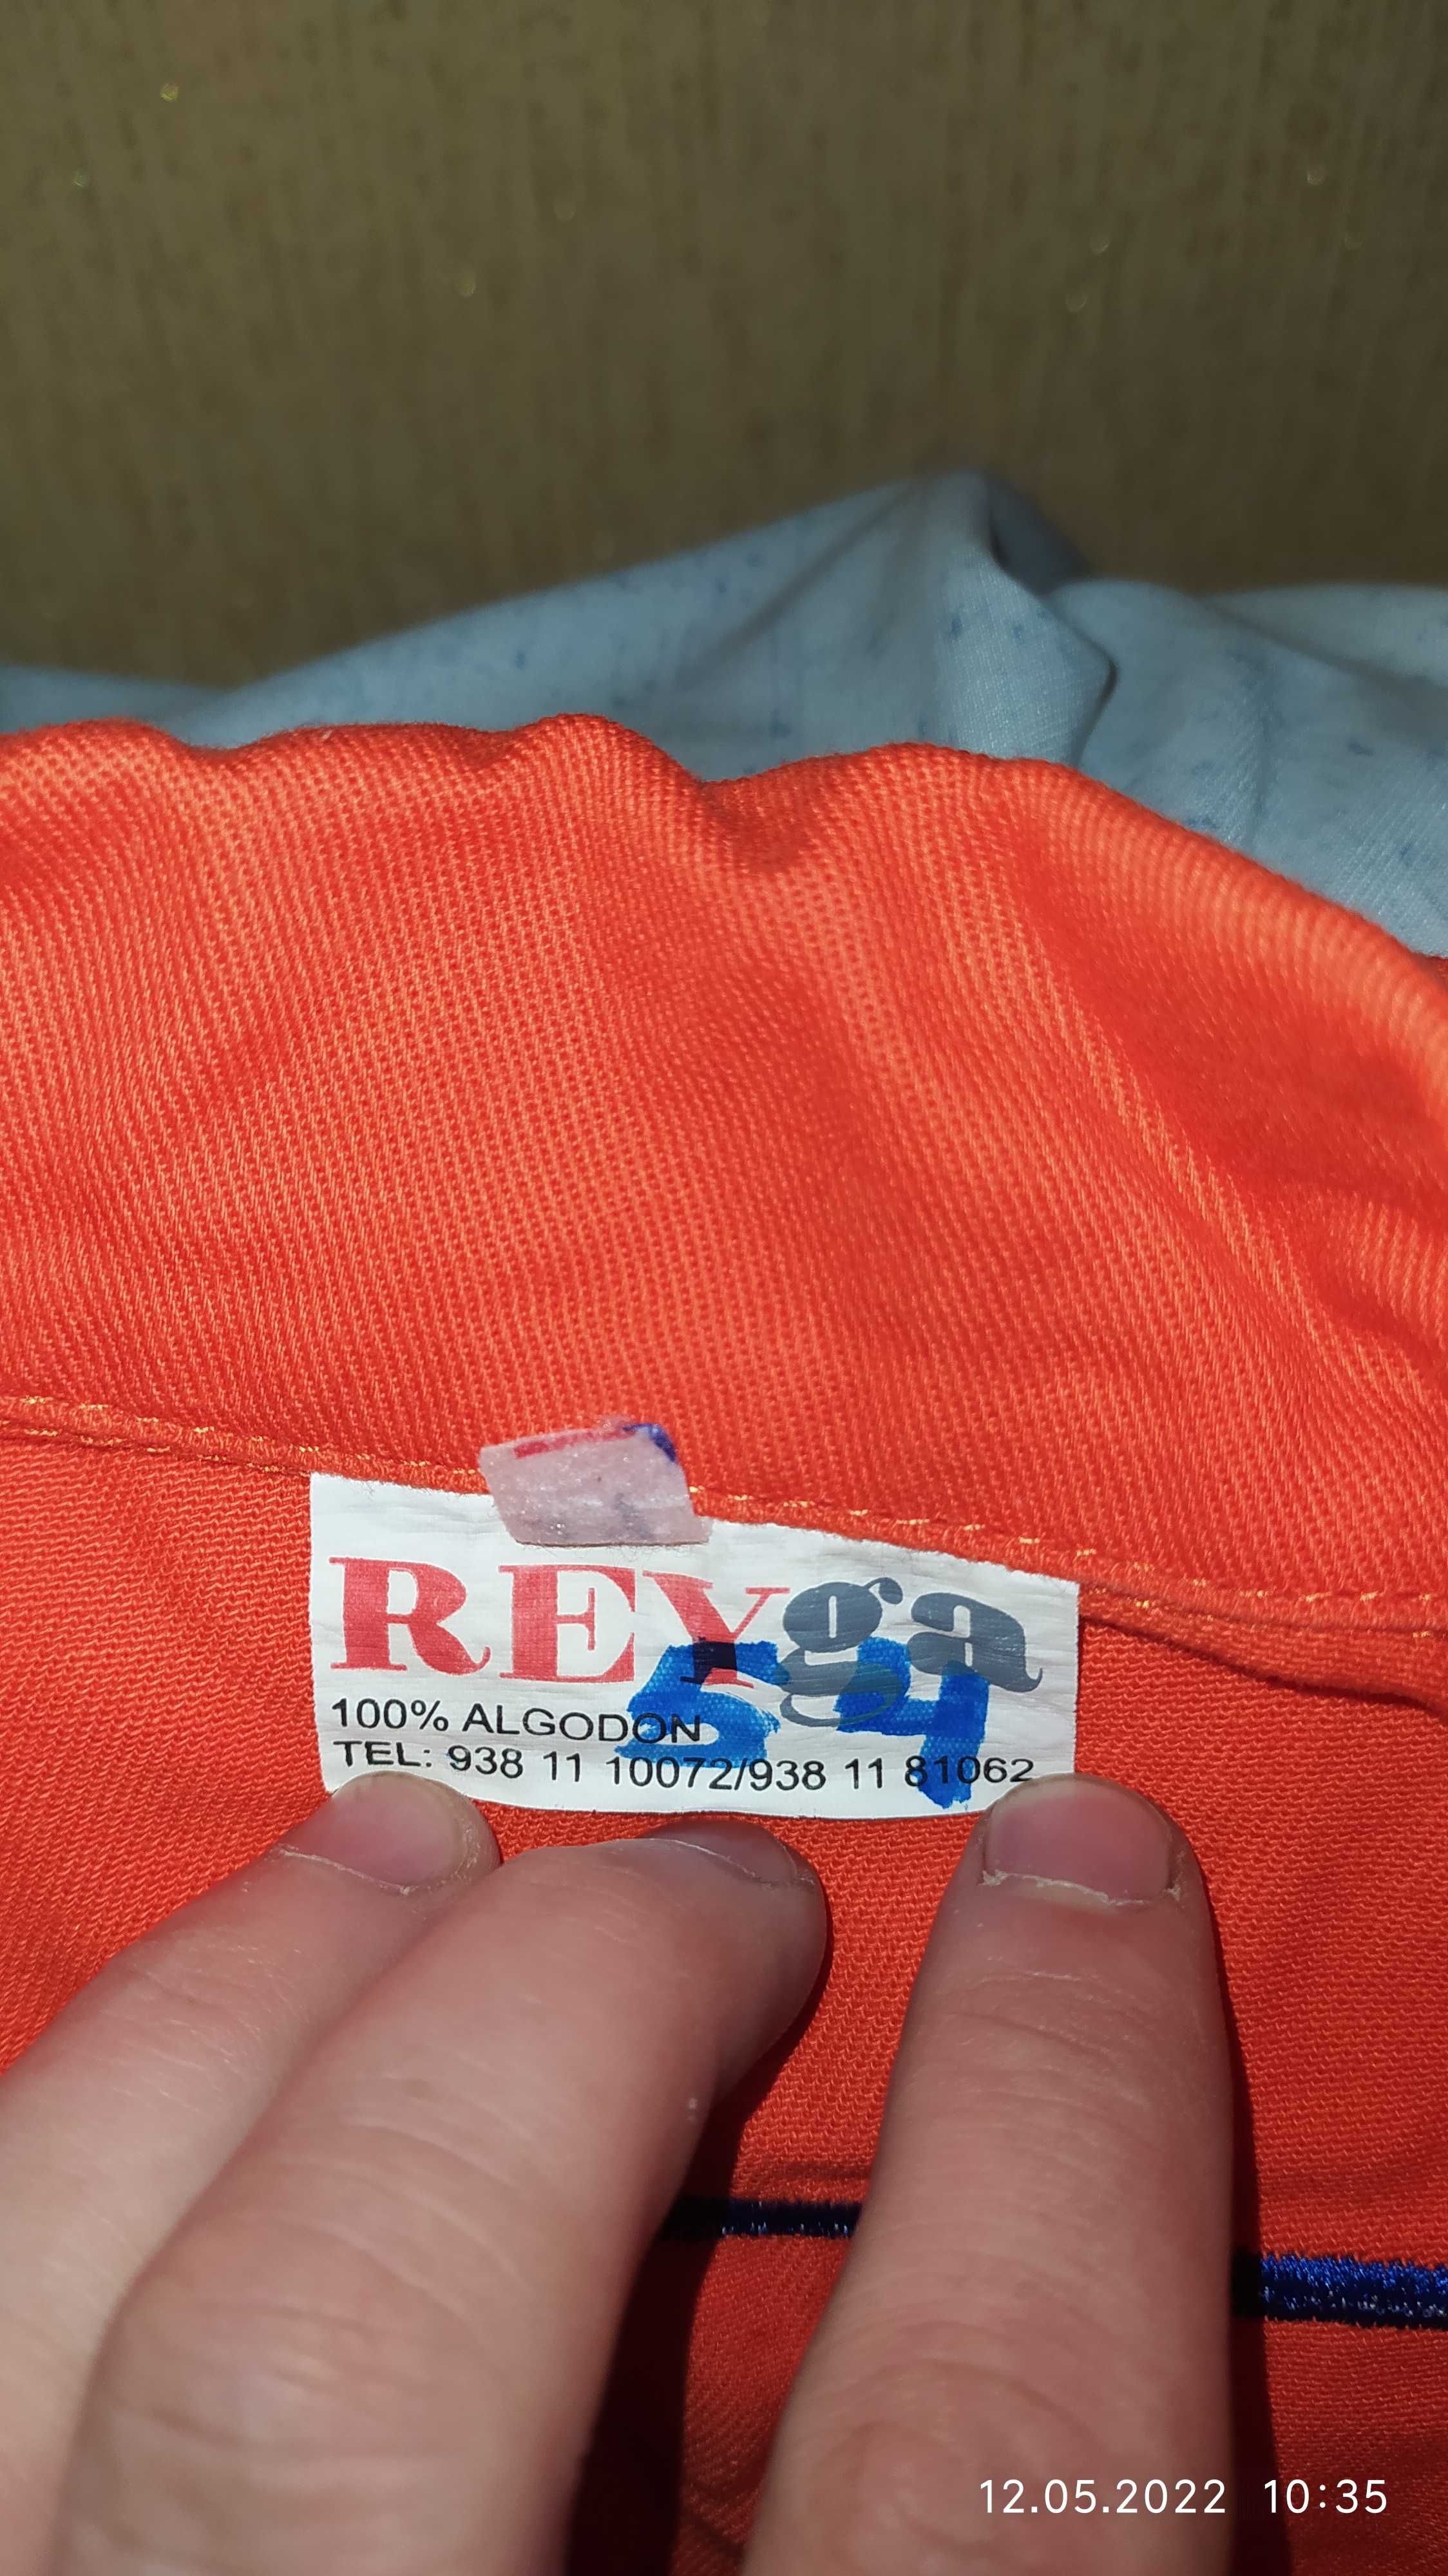 REYga
54
100% ALGODON
TEL: 938 11 10072/938 11 81062
12.05.2022 10:35